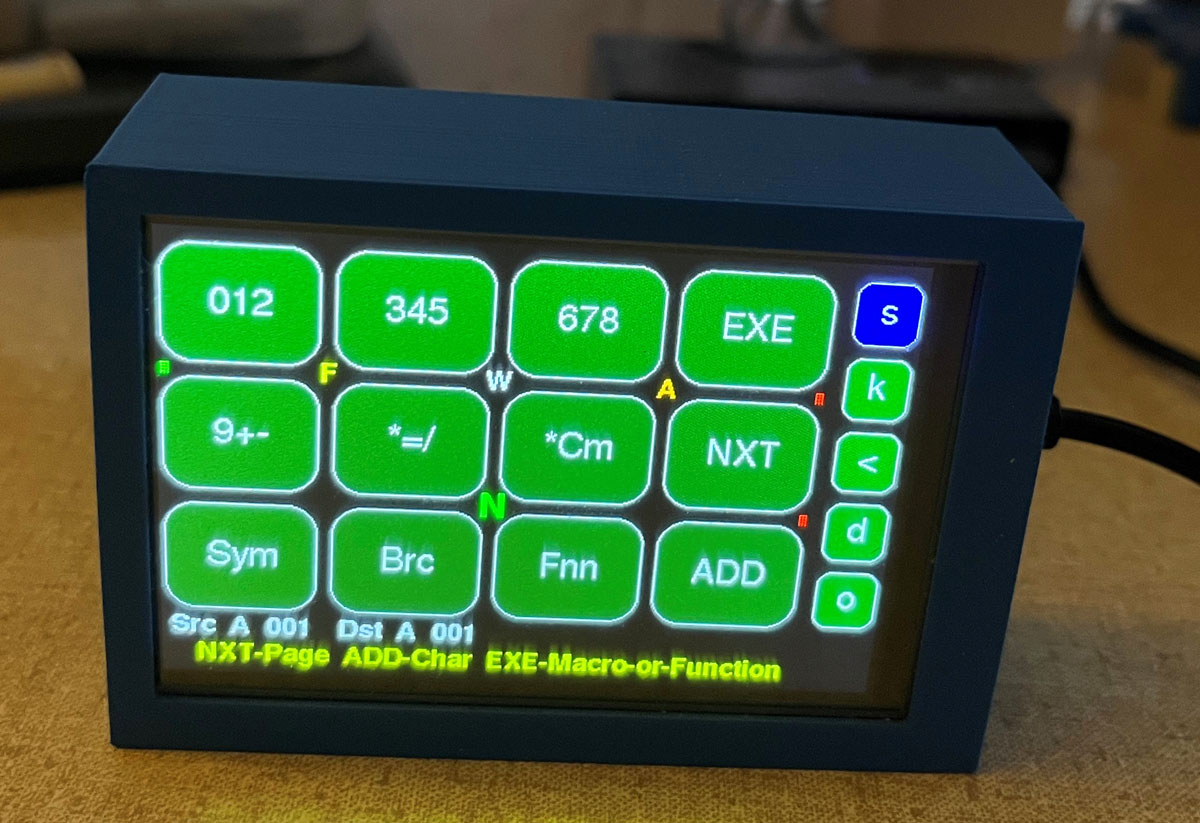 012 345 678 EXE s
F W A k
9+- *=/ *Cm NXT <
N d
Sym Brc Fnn ADD o
Src A 001 Dst A 001
NXT-Page ADD-Char EXE-Macro-or-Function